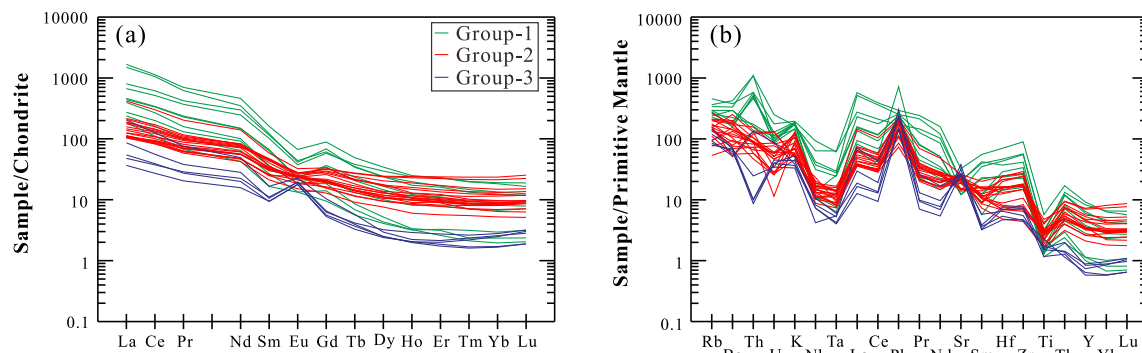 10000
1000
100
10
1
0.1
Sample/Chondrite
(a)
Group-1
Group-2
Group-3
La Ce Pr Nd Sm Eu Gd Tb Dy Ho Er Tm Yb Lu
10000
1000
100
10
1
0.1
Sample/Primitive Mantle
(b)
Rb Th K Ta Ce Pr Sr Hf Ti Y Lu